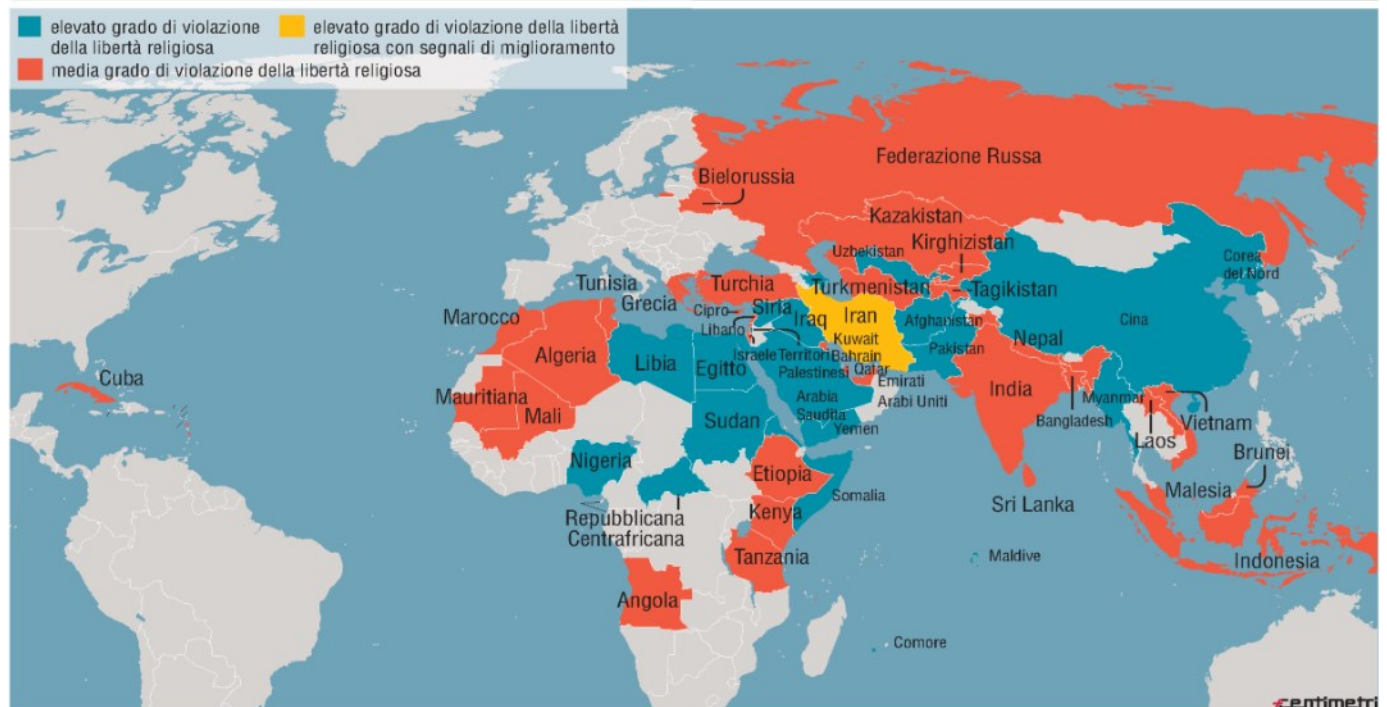 elevato grado di violazione
della libertà religiosa
elevato grado di violazione della libertà
religiosa con segnali di miglioramento
media grado di violazione della libertà religiosa
Federazione Russa
Bielorussia
Kazakistan
Kirghizistan
Uzbekistan
Corea
del Nord
Tunisia
Turchia
Turkmenistan
Tagikistan
Grecia
Cipro
Siria
Iraq
Iran
Afghanistan
Cina
Marocco
Libano
Kuwait
Nepal
Algeria
Libia
Egitto
Israele
Territori
Palestinesi
Bahrain
Pakistan
Qatar
Cuba
Emirati
Arabi Uniti
India
Mauritiana
Mali
Arabia
Saudita
Myanmar
Bangladesh
Vietnam
Sudan
Yemen
Laos
Nigeria
Brunei
Etiopia
Somalia
Malesia
Sri Lanka
Repubblicana
Centrafricana
Kenya
Tanzania
Maldive
Indonesia
Angola
Comore
centimetri